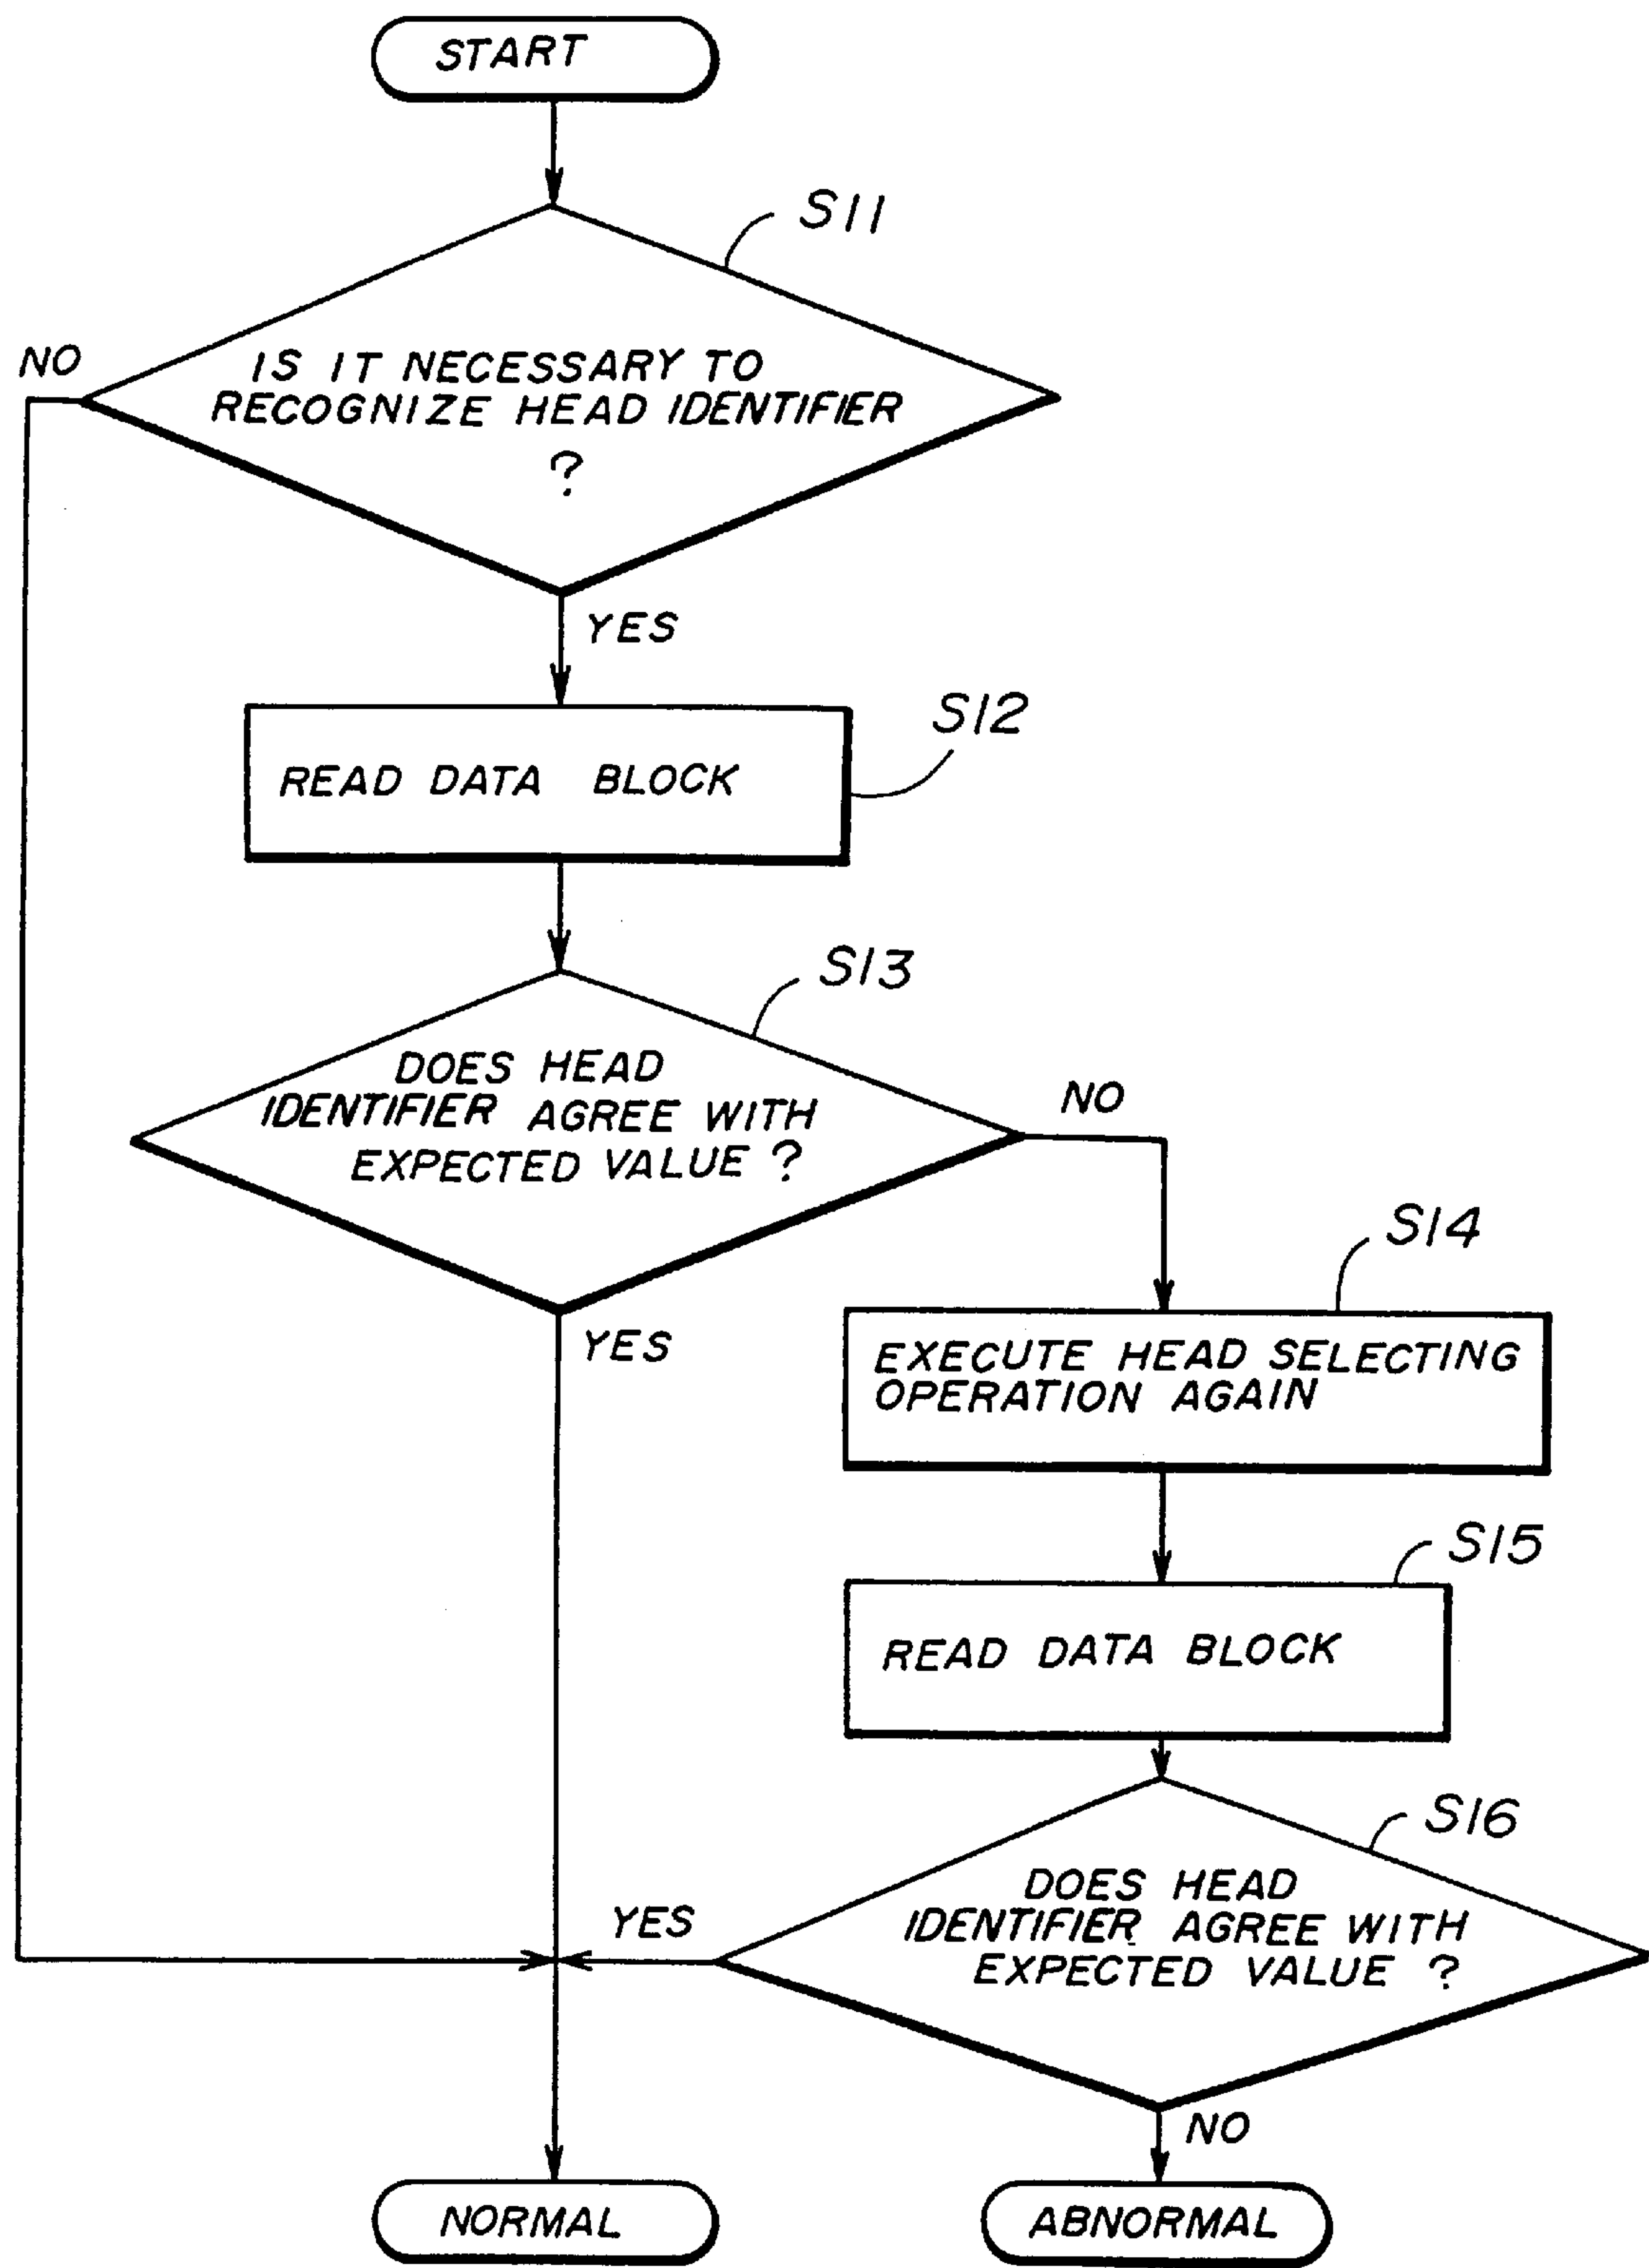 START
S11
NO
IS IT NECESSARY TO
RECOGNIZE HEAD IDENTIFIER
?
YES
S12
READ DATA BLOCK
S13
DOES HEAD
IDENTIFIER AGREE WITH
EXPECTED VALUE ?
NO
YES
S14
EXECUTE HEAD SELECTING
OPERATION AGAIN
S15
READ DATA BLOCK
S16
DOES HEAD
IDENTIFIER AGREE WITH
EXPECTED VALUE ?
YES
NO
NORMAL
ABNORMAL